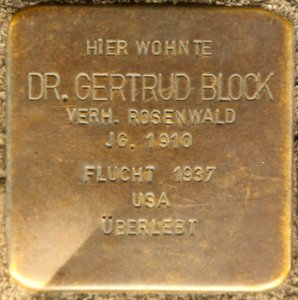 HIER WOHNTE
DR. GERTRUD BLOCK
VERH. ROSENWALD
JG. 1910
FLUCHT 1937
USA
ÜBERLEBT